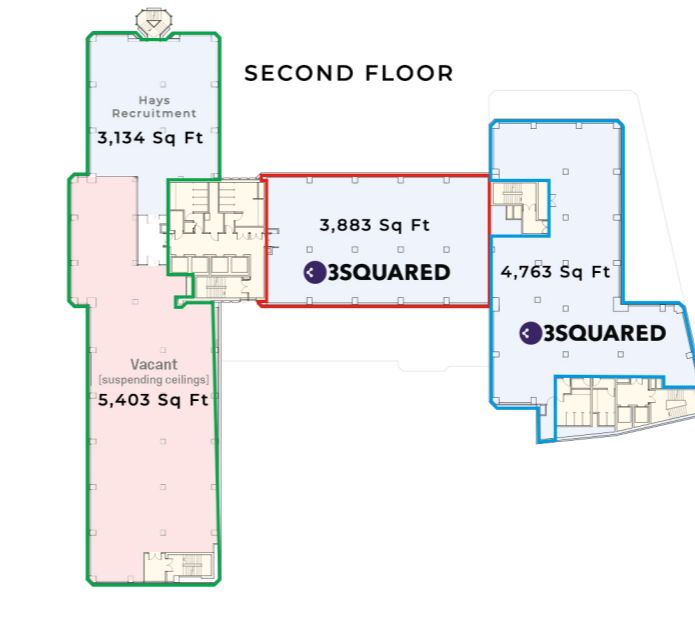 SECOND FLOOR
Hays
Recruitment
3,134 Sq Ft
3,883 Sq Ft
3SQUARED
4,763 Sq Ft
3SQUARED
Vacant
[suspending ceilings]
5,403 Sq Ft